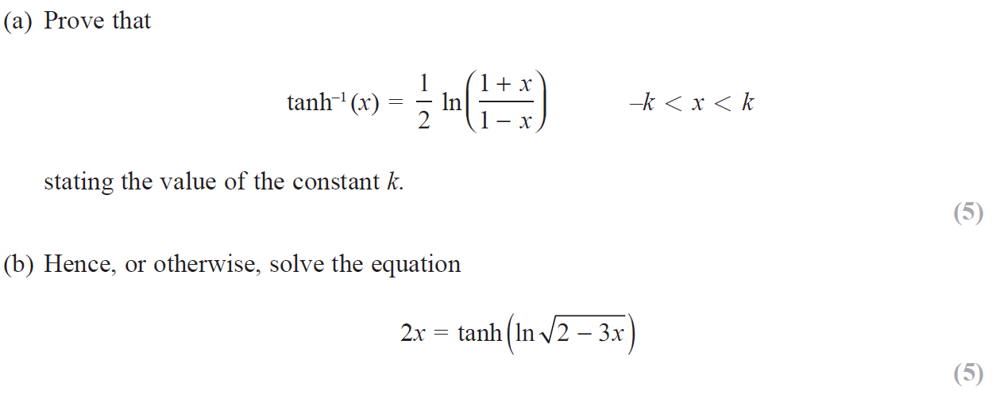 (a) Prove that
tanh⁻¹(x) = 1/2 ln((1 + x)/(1 − x))   –k < x < k
stating the value of the constant k.
(5)
(b) Hence, or otherwise, solve the equation
2x = tanh(ln √(2 − 3x))
(5)